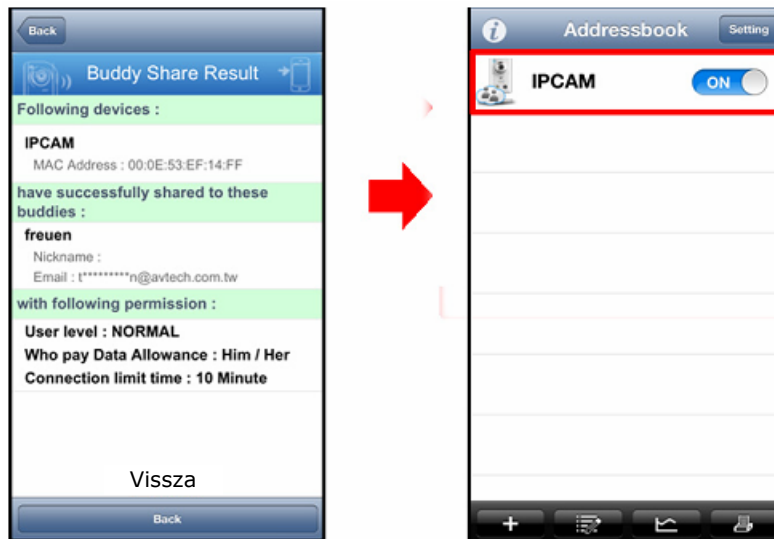 Back
Buddy Share Result
Following devices :
IPCAM
MAC Address : 00:0E:53:EF:14:FF
have successfully shared to these
buddies :
freuen
Nickname :
Email : t*********n@avtech.com.tw
with following permission :
User level : NORMAL
Who pay Data Allowance : Him / Her
Connection limit time : 10 Minute
Vissza
Back
Addressbook
Setting
IPCAM
ON